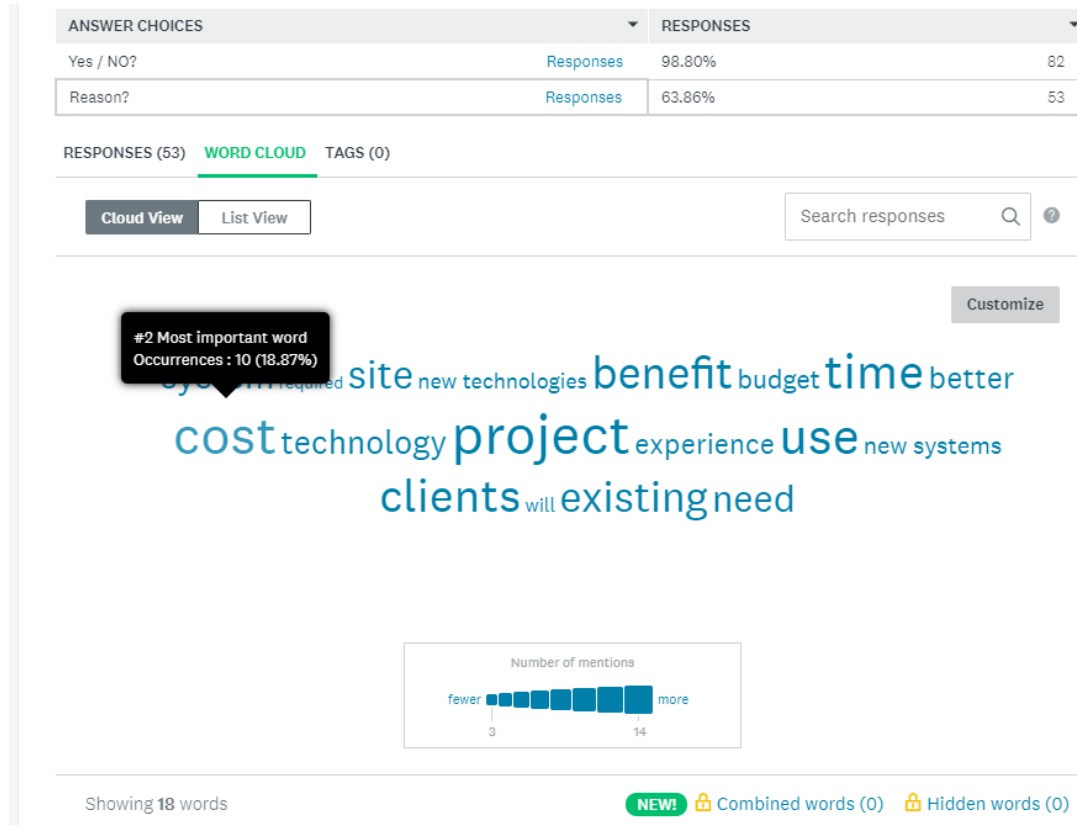 ANSWER CHOICES RESPONSES
Yes / NO? Responses 98.80% 82
Reason? Responses 63.86% 53
RESPONSES (53) WORD CLOUD TAGS (0)
Cloud View List View Search responses ?
Customize
#2 Most important word
Occurrences : 10 (18.87%)
system required site new technologies benefit budget time better
cost technology project experience use new systems
clients will existing need
Number of mentions
fewer more
3 14
Showing 18 words NEW! Combined words (0) Hidden words (0)